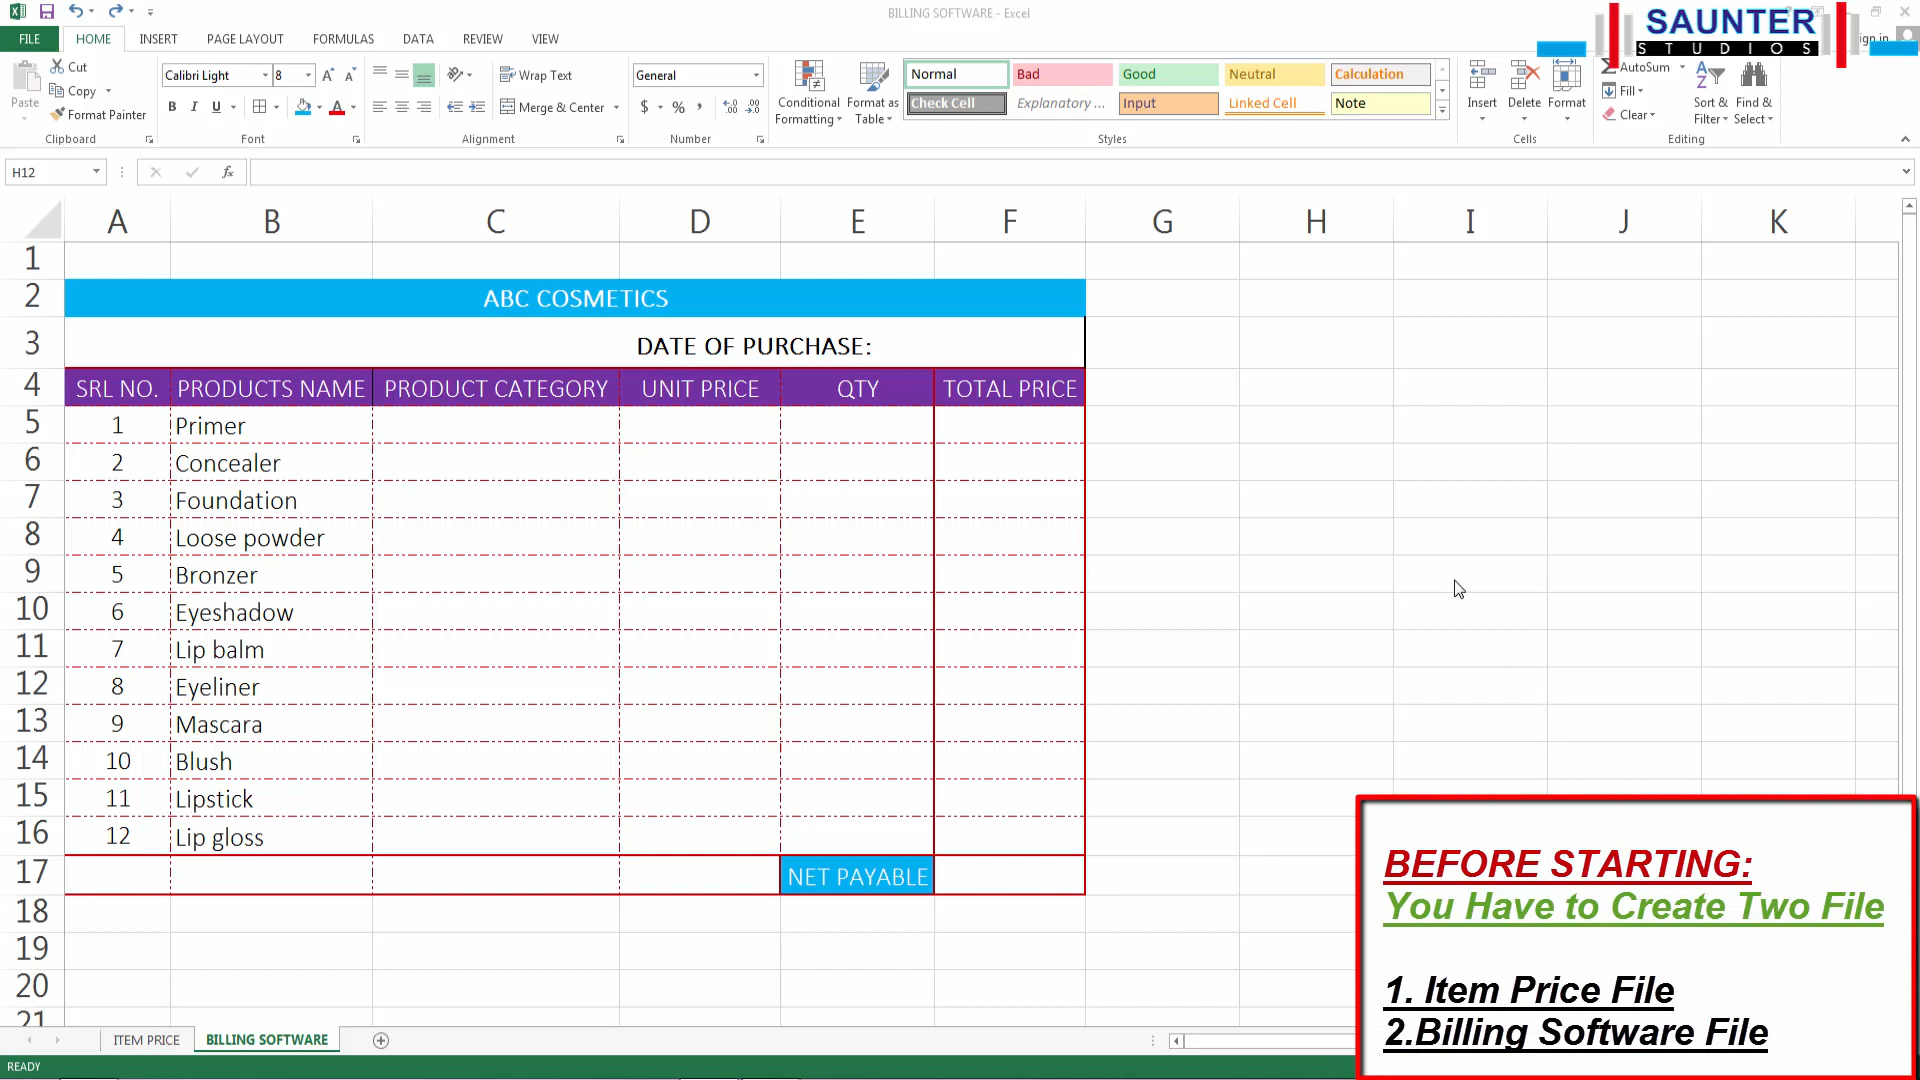 BILLING SOFTWARE - Excel
SAUNTER
STUDIOS
FILE HOME INSERT PAGE LAYOUT FORMULAS DATA REVIEW VIEW
Paste
Cut
Copy
Format Painter
Clipboard
Calibri Light 8
B I U
Font
Wrap Text
Merge & Center
Alignment
General
$ % ,
Number
Conditional
Formatting
Format as
Table
Normal Bad Good Neutral Calculation
Check Cell Explanatory ... Input Linked Cell Note
Styles
Insert Delete Format
Cells
AutoSum
Fill
Clear
Sort &
Filter
Find &
Select
Editing
H12 fx
A B C D E F G H I J K
1
2 ABC COSMETICS
3 DATE OF PURCHASE:
4 SRL NO. PRODUCTS NAME PRODUCT CATEGORY UNIT PRICE QTY TOTAL PRICE
5 1 Primer
6 2 Concealer
7 3 Foundation
8 4 Loose powder
9 5 Bronzer
10 6 Eyeshadow
11 7 Lip balm
12 8 Eyeliner
13 9 Mascara
14 10 Blush
15 11 Lipstick
16 12 Lip gloss
17 NET PAYABLE
18
19
20
21
BEFORE STARTING:
You Have to Create Two File
1. Item Price File
2.Billing Software File
ITEM PRICE BILLING SOFTWARE
READY